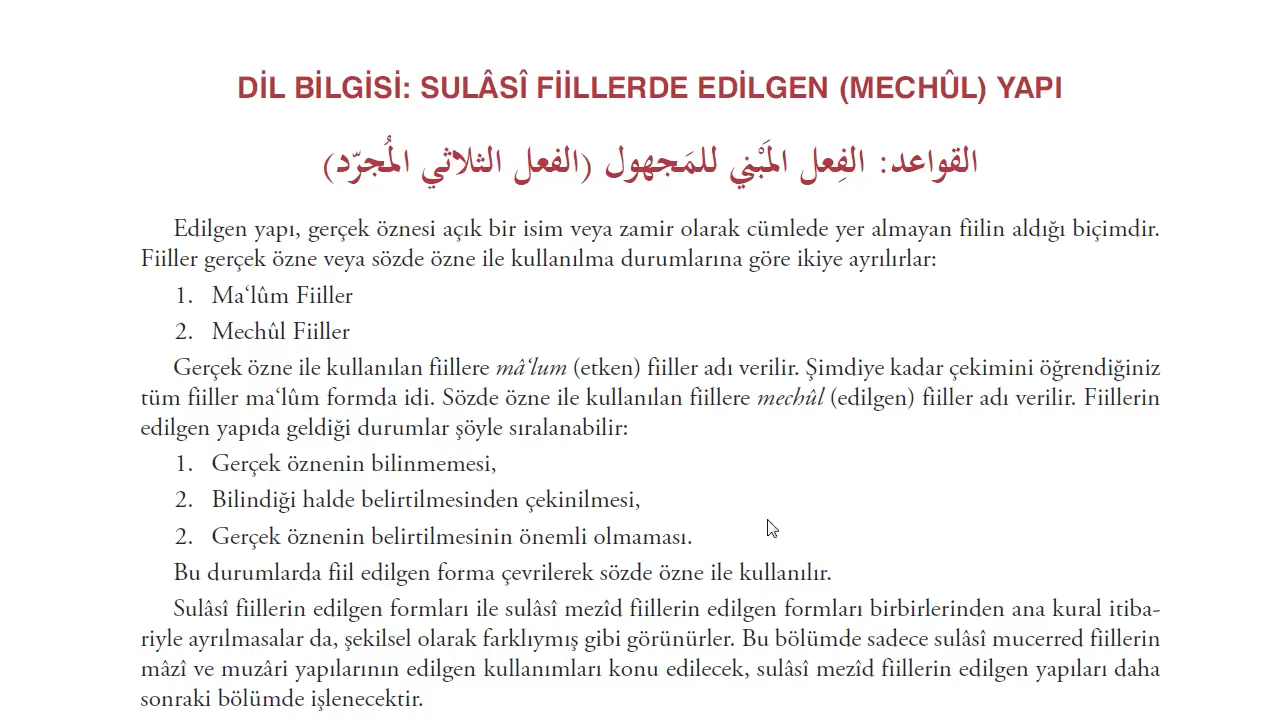 DİL BİLGİSİ: SULÂSÎ FİİLLERDE EDİLGEN (MECHÛL) YAPI
القواعد: الفِعل المَبْني للمَجهول (الفعل الثلاثي المُجرّد)
Edilgen yapı, gerçek öznesi açık bir isim veya zamir olarak cümlede yer almayan fiilin aldığı biçimdir.
Fiiller gerçek özne veya sözde özne ile kullanılma durumlarına göre ikiye ayrılırlar:
1. Ma‘lûm Fiiller
2. Mechûl Fiiller
Gerçek özne ile kullanılan fiillere mâ‘lum (etken) fiiller adı verilir. Şimdiye kadar çekimini öğrendiğiniz
tüm fiiller ma‘lûm formda idi. Sözde özne ile kullanılan fiillere mechûl (edilgen) fiiller adı verilir. Fiillerin
edilgen yapıda geldiği durumlar şöyle sıralanabilir:
1. Gerçek öznenin bilinmemesi,
2. Bilindiği halde belirtilmesinden çekinilmesi,
2. Gerçek öznenin belirtilmesinin önemli olmaması.
Bu durumlarda fiil edilgen forma çevrilerek sözde özne ile kullanılır.
Sulâsî fiillerin edilgen formları ile sulâsî mezîd fiillerin edilgen formları birbirlerinden ana kural itiba-
riyle ayrılmasalar da, şekilsel olarak farklıymış gibi görünürler. Bu bölümde sadece sulâsî mucerred fiillerin
mâzî ve muzâri yapılarının edilgen kullanımları konu edilecek, sulâsî mezîd fiillerin edilgen yapıları daha
sonraki bölümde işlenecektir.